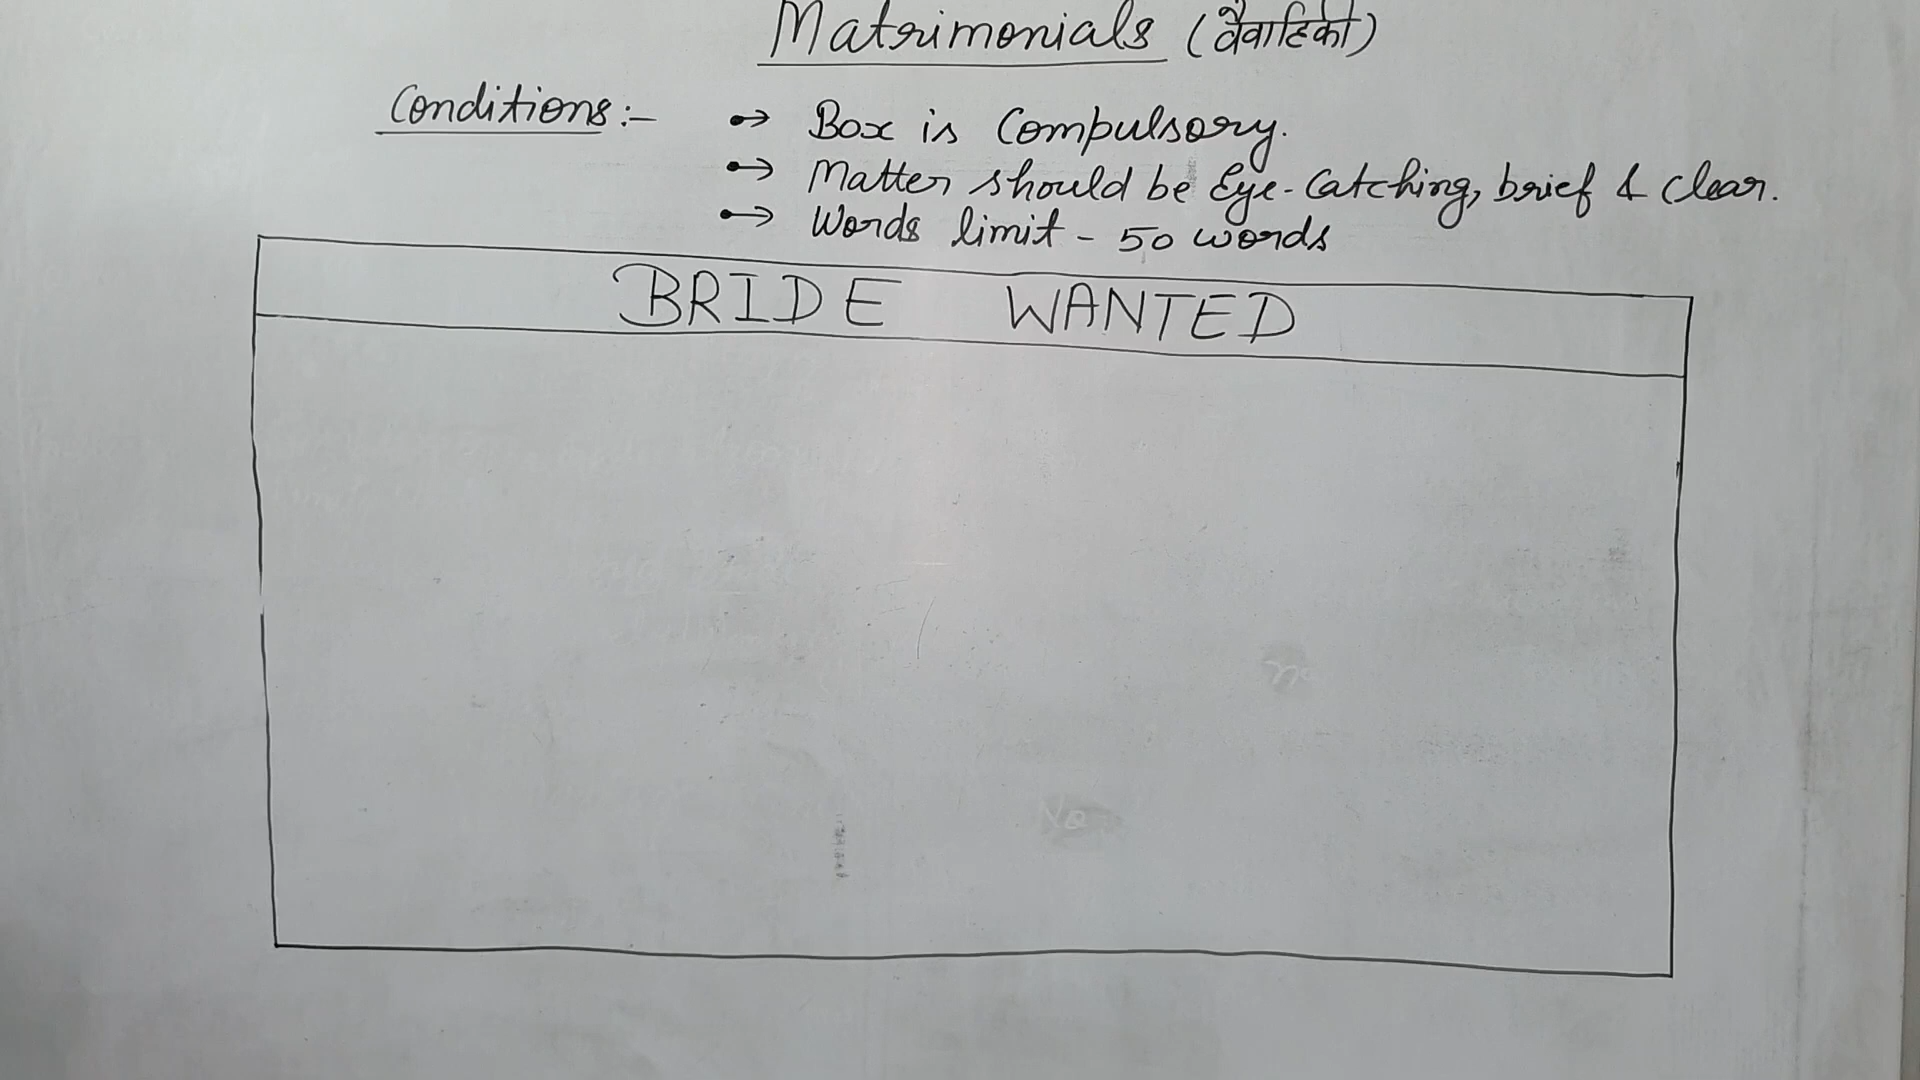 Matrimonials (वैवाहिकी)
Conditions:- → Box is Compulsory.
→ Matter should be Eye-Catching, brief & clear.
→ Words limit - 50 words
BRIDE WANTED